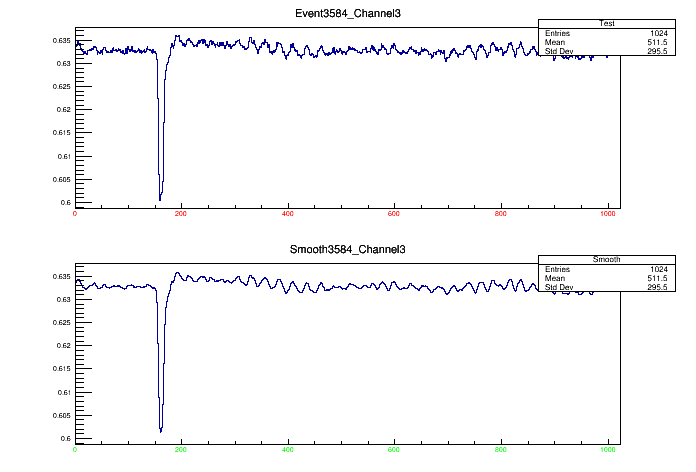 Event3584_Channel3
Test
Entries 1024
Mean 511.5
Std Dev 295.5
0.635
0.63
0.625
0.62
0.615
0.61
0.605
0.6
0 200 400 600 800 1000
Smooth3584_Channel3
Smooth
Entries 1024
Mean 511.5
Std Dev 295.5
0.635
0.63
0.625
0.62
0.615
0.61
0.605
0.6
0 200 400 600 800 1000